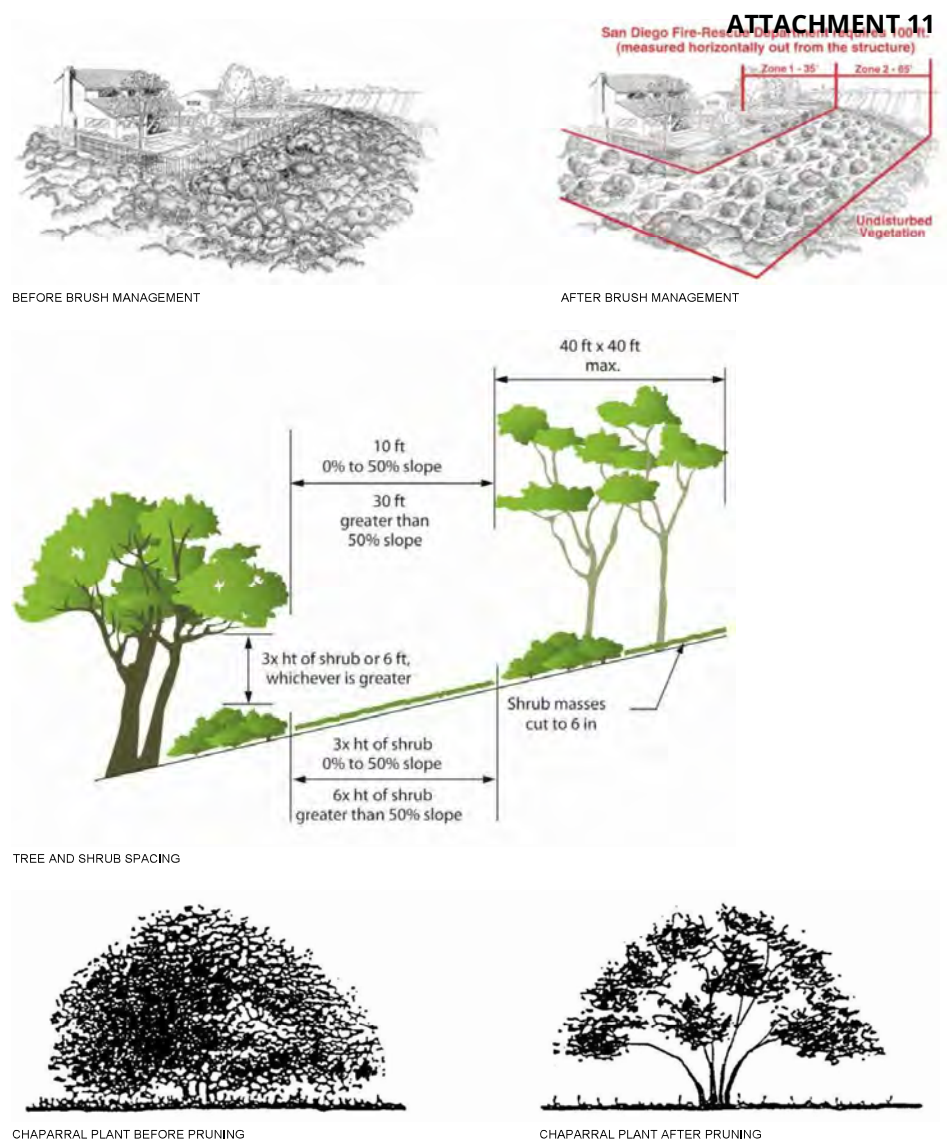 ATTACHMENT 11
San Diego Fire-Rescue Department requires 100 ft.
(measured horizontally out from the structure)
Zone 1 - 35'
Zone 2 - 65'
Undisturbed
Vegetation
BEFORE BRUSH MANAGEMENT
AFTER BRUSH MANAGEMENT
40 ft x 40 ft
max.
10 ft
0% to 50% slope
30 ft
greater than
50% slope
3x ht of shrub or 6 ft,
whichever is greater
Shrub masses
cut to 6 in
3x ht of shrub
0% to 50% slope
6x ht of shrub
greater than 50% slope
TREE AND SHRUB SPACING
CHAPARRAL PLANT BEFORE PRUNING
CHAPARRAL PLANT AFTER PRUNING